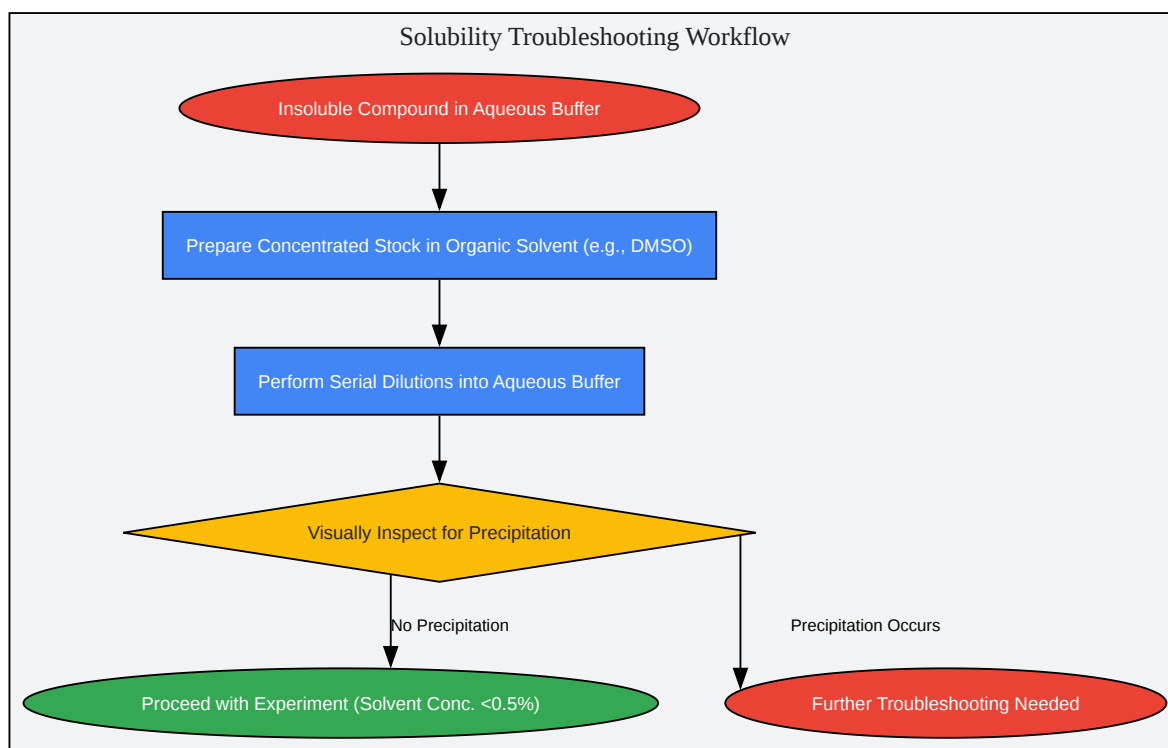 Solubility Troubleshooting Workflow
Insoluble Compound in Aqueous Buffer
Prepare Concentrated Stock in Organic Solvent (e.g., DMSO)
Perform Serial Dilutions into Aqueous Buffer
Visually Inspect for Precipitation
No Precipitation
Precipitation Occurs
Proceed with Experiment (Solvent Conc. <0.5%)
Further Troubleshooting Needed